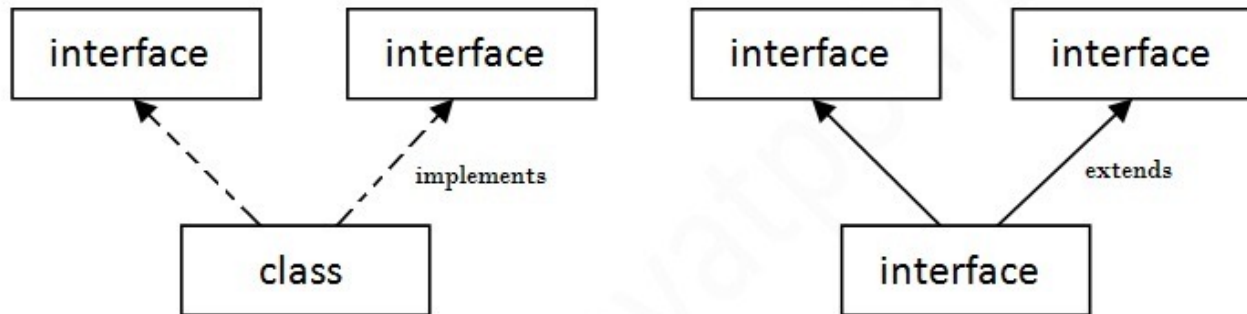 interface interface interface interface
implements extends
class interface